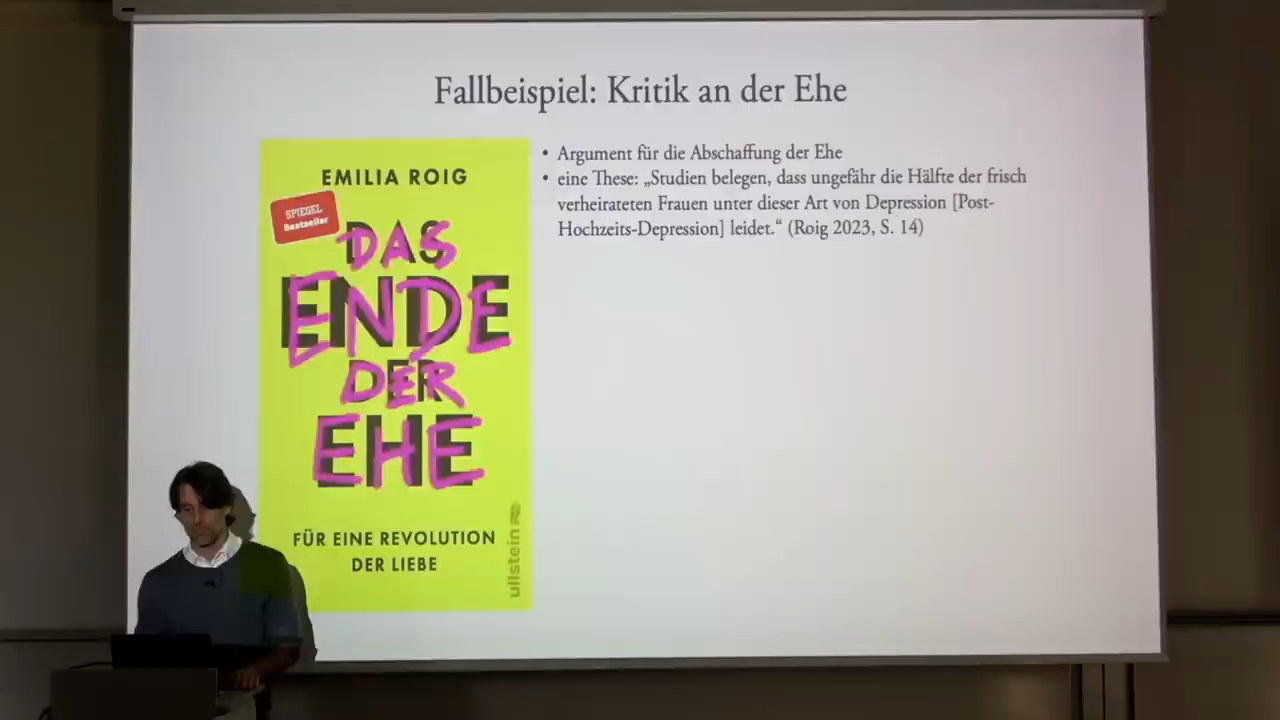 Fallbeispiel: Kritik an der Ehe
EMILIA ROIG
SPIEGEL
Bestseller
DAS
ENDE
DER
EHE
FÜR EINE REVOLUTION
DER LIEBE
ullstein
• Argument für die Abschaffung der Ehe
• eine These: „Studien belegen, dass ungefähr die Hälfte der frisch
verheirateten Frauen unter dieser Art von Depression [Post-
Hochzeits-Depression] leidet.“ (Roig 2023, S. 14)